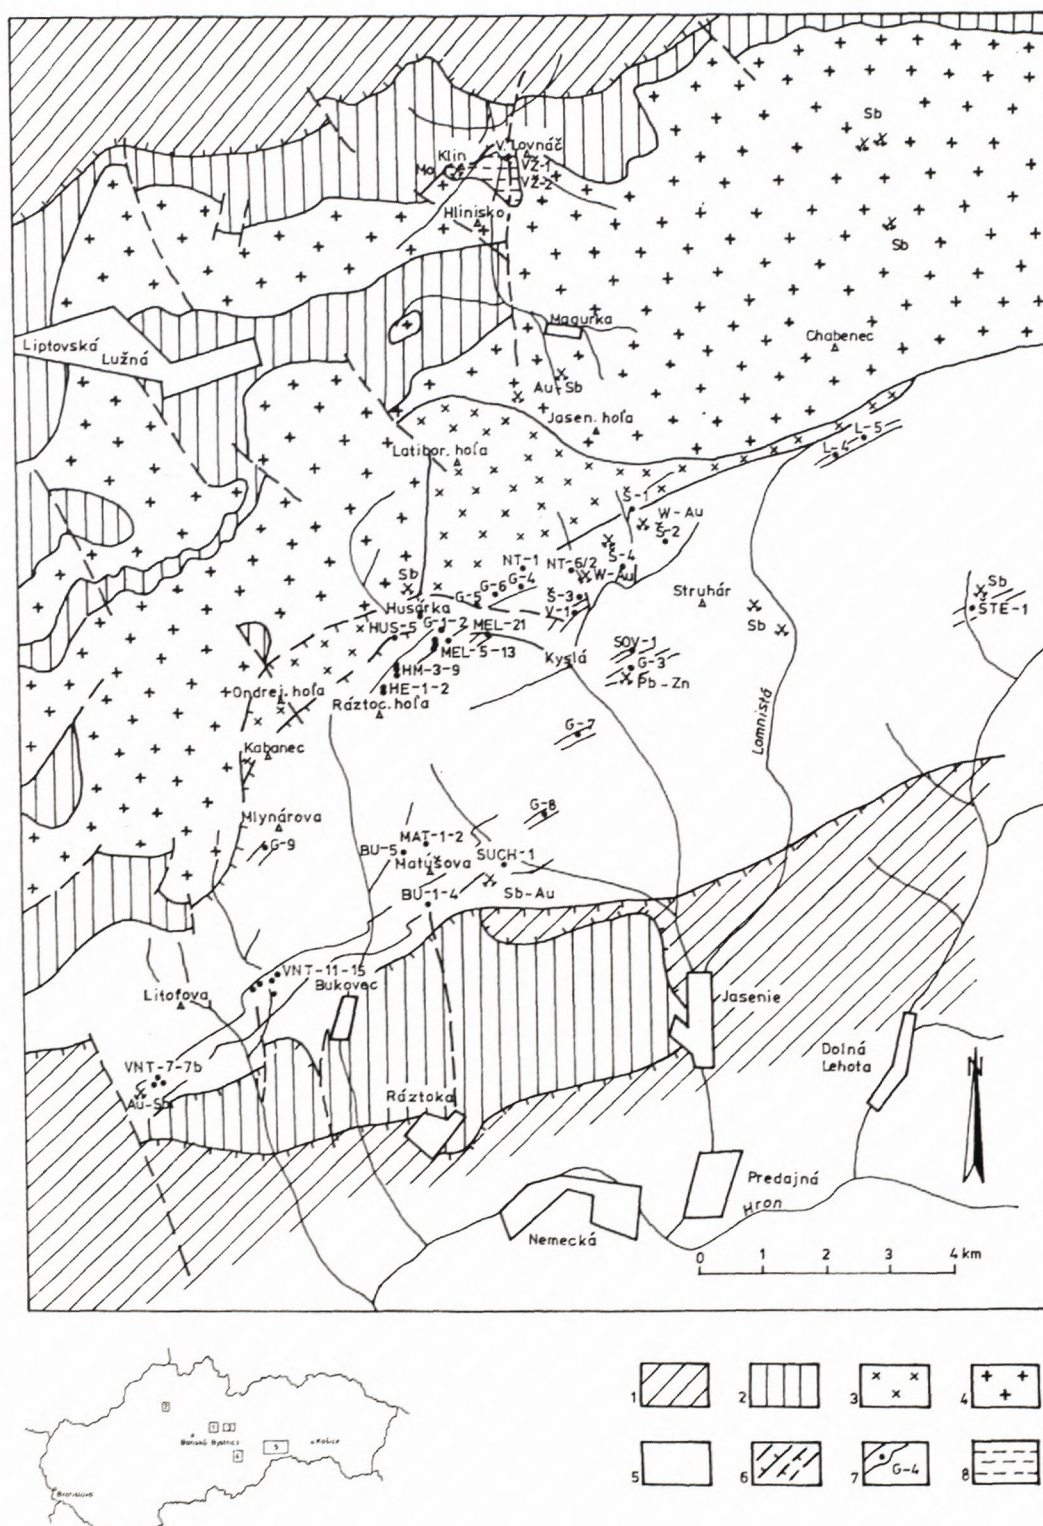 Sb
V. Lovnáč
Klin
Mo
VŽ-1
VŽ-2
Hlinisko
Sb
Magurka
Chabenec
Liptovská
Lužná
Au-Sb
Jasen. hoľa
L-5
L-4
Latibor. hoľa
Š-1
W-Au
Š-2
NT-1
NT-6/2
Š-4
W-Au
Sb
G-4
G-6
G-5
Š-3
V-1
Struhár
Sb
ŠTE-1
Husárka
G-1-2
HUS-5
MEL-21
MEL-5-13
Kyslá
SOV-1
Sb
HM-3-9
G-3
Pb-Zn
HE-1-2
Ondrej. hoľa
Ráztoc. hoľa
Lomnistá
G-7
Kabanec
G-8
Mlynárova
G-9
MAT-1-2
BU-5
Matúšova
SUCH-1
Sb-Au
BU-1-4
VNT-11-15
Bukovec
Litoľova
Jasenie
Dolná
Lehota
N
VNT-7-7b
Au-Sb
Ráztoka
Predajná
Hron
Nemecká
0 1 2 3 4 km
1 2 3 4
5 6 7 G-4 8
Banská Bystrica
Košice
Bratislava